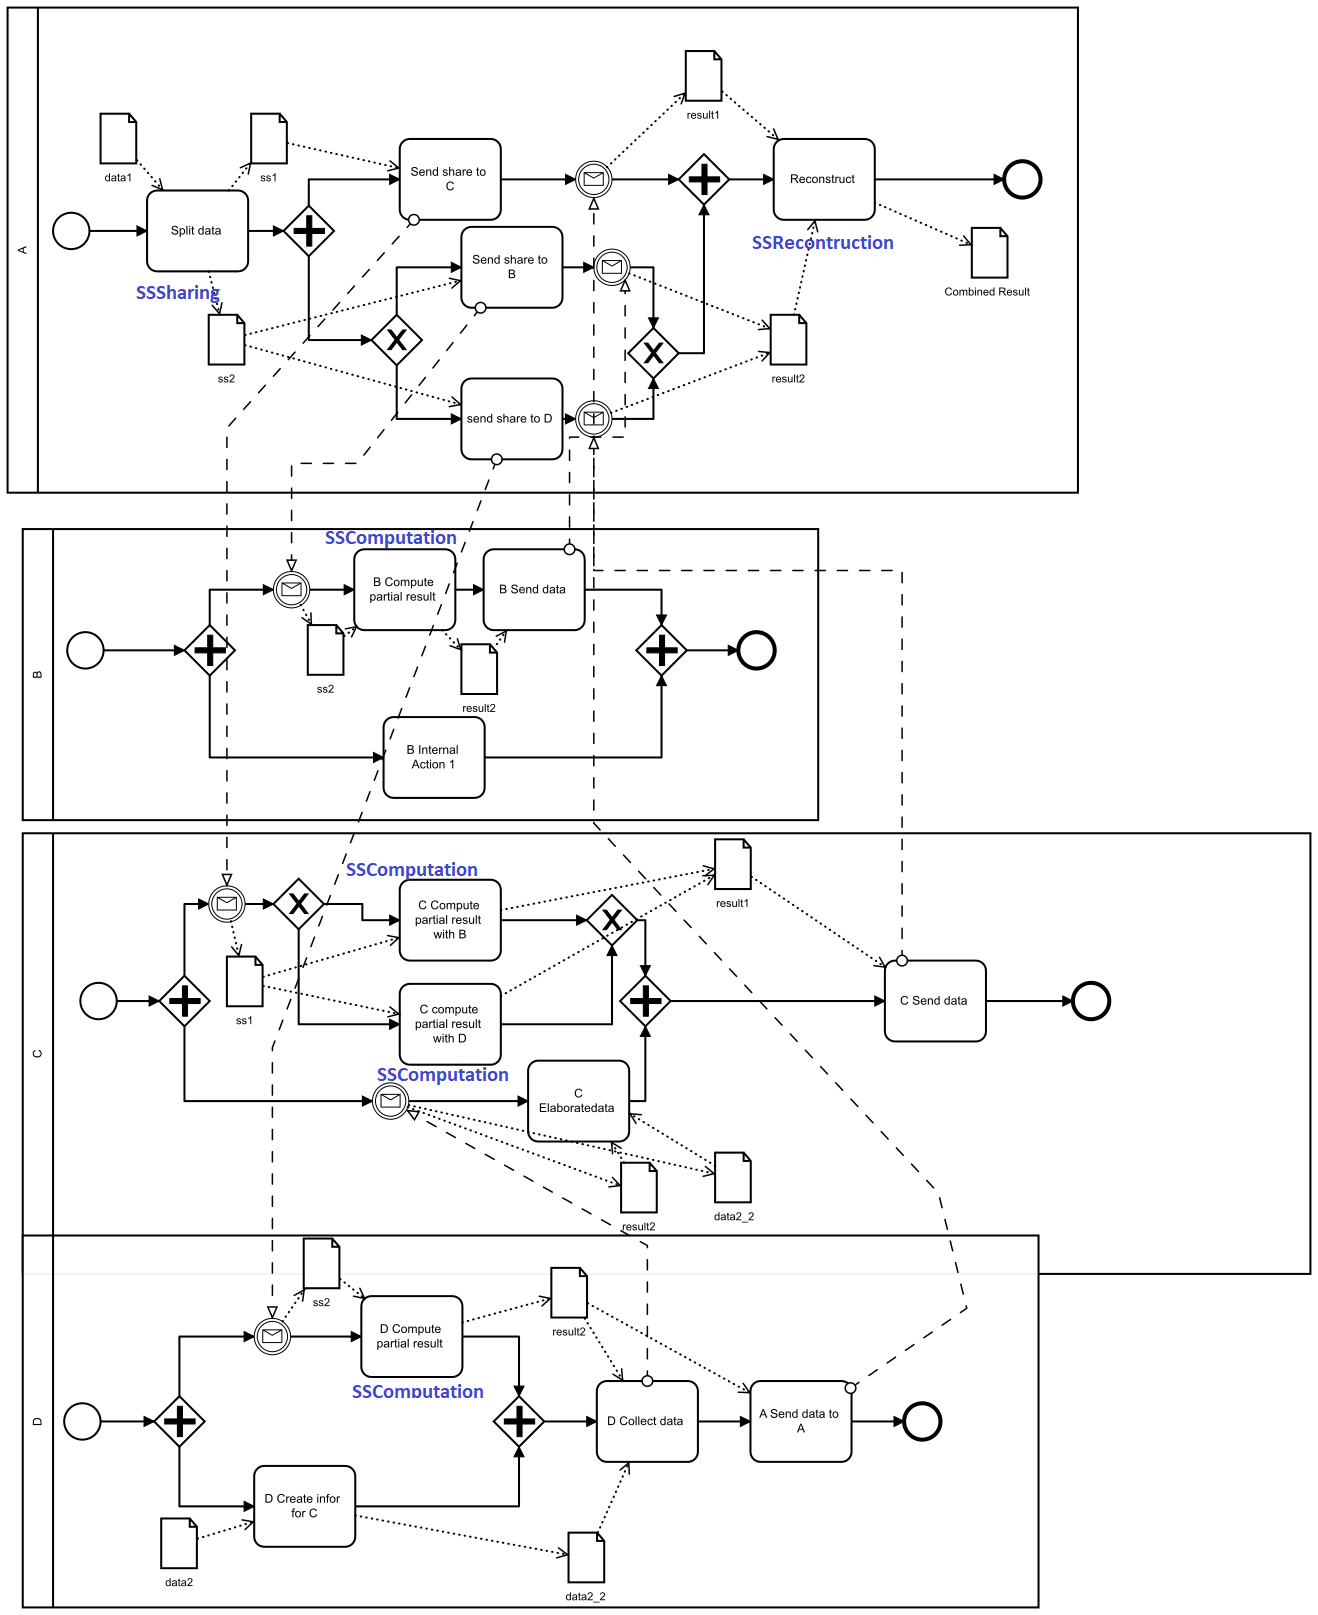 A
result1
data1
ss1
Send share to
C
Reconstruct
Split data
SSRecontruction
Send share to
B
SSSharing
Combined Result
ss2
result2
send share to D
B
SSComputation
B Compute
partial result
B Send data
ss2
result2
B Internal
Action 1
C
SSComputation
C Compute
partial result
with B
result1
ss1
C compute
partial result
with D
C Send data
SSComputation
C
Elaboratedata
result2
data2_2
D
ss2
D Compute
partial result
result2
SSComputation
D Collect data
A Send data to
A
D Create infor
for C
data2
data2_2